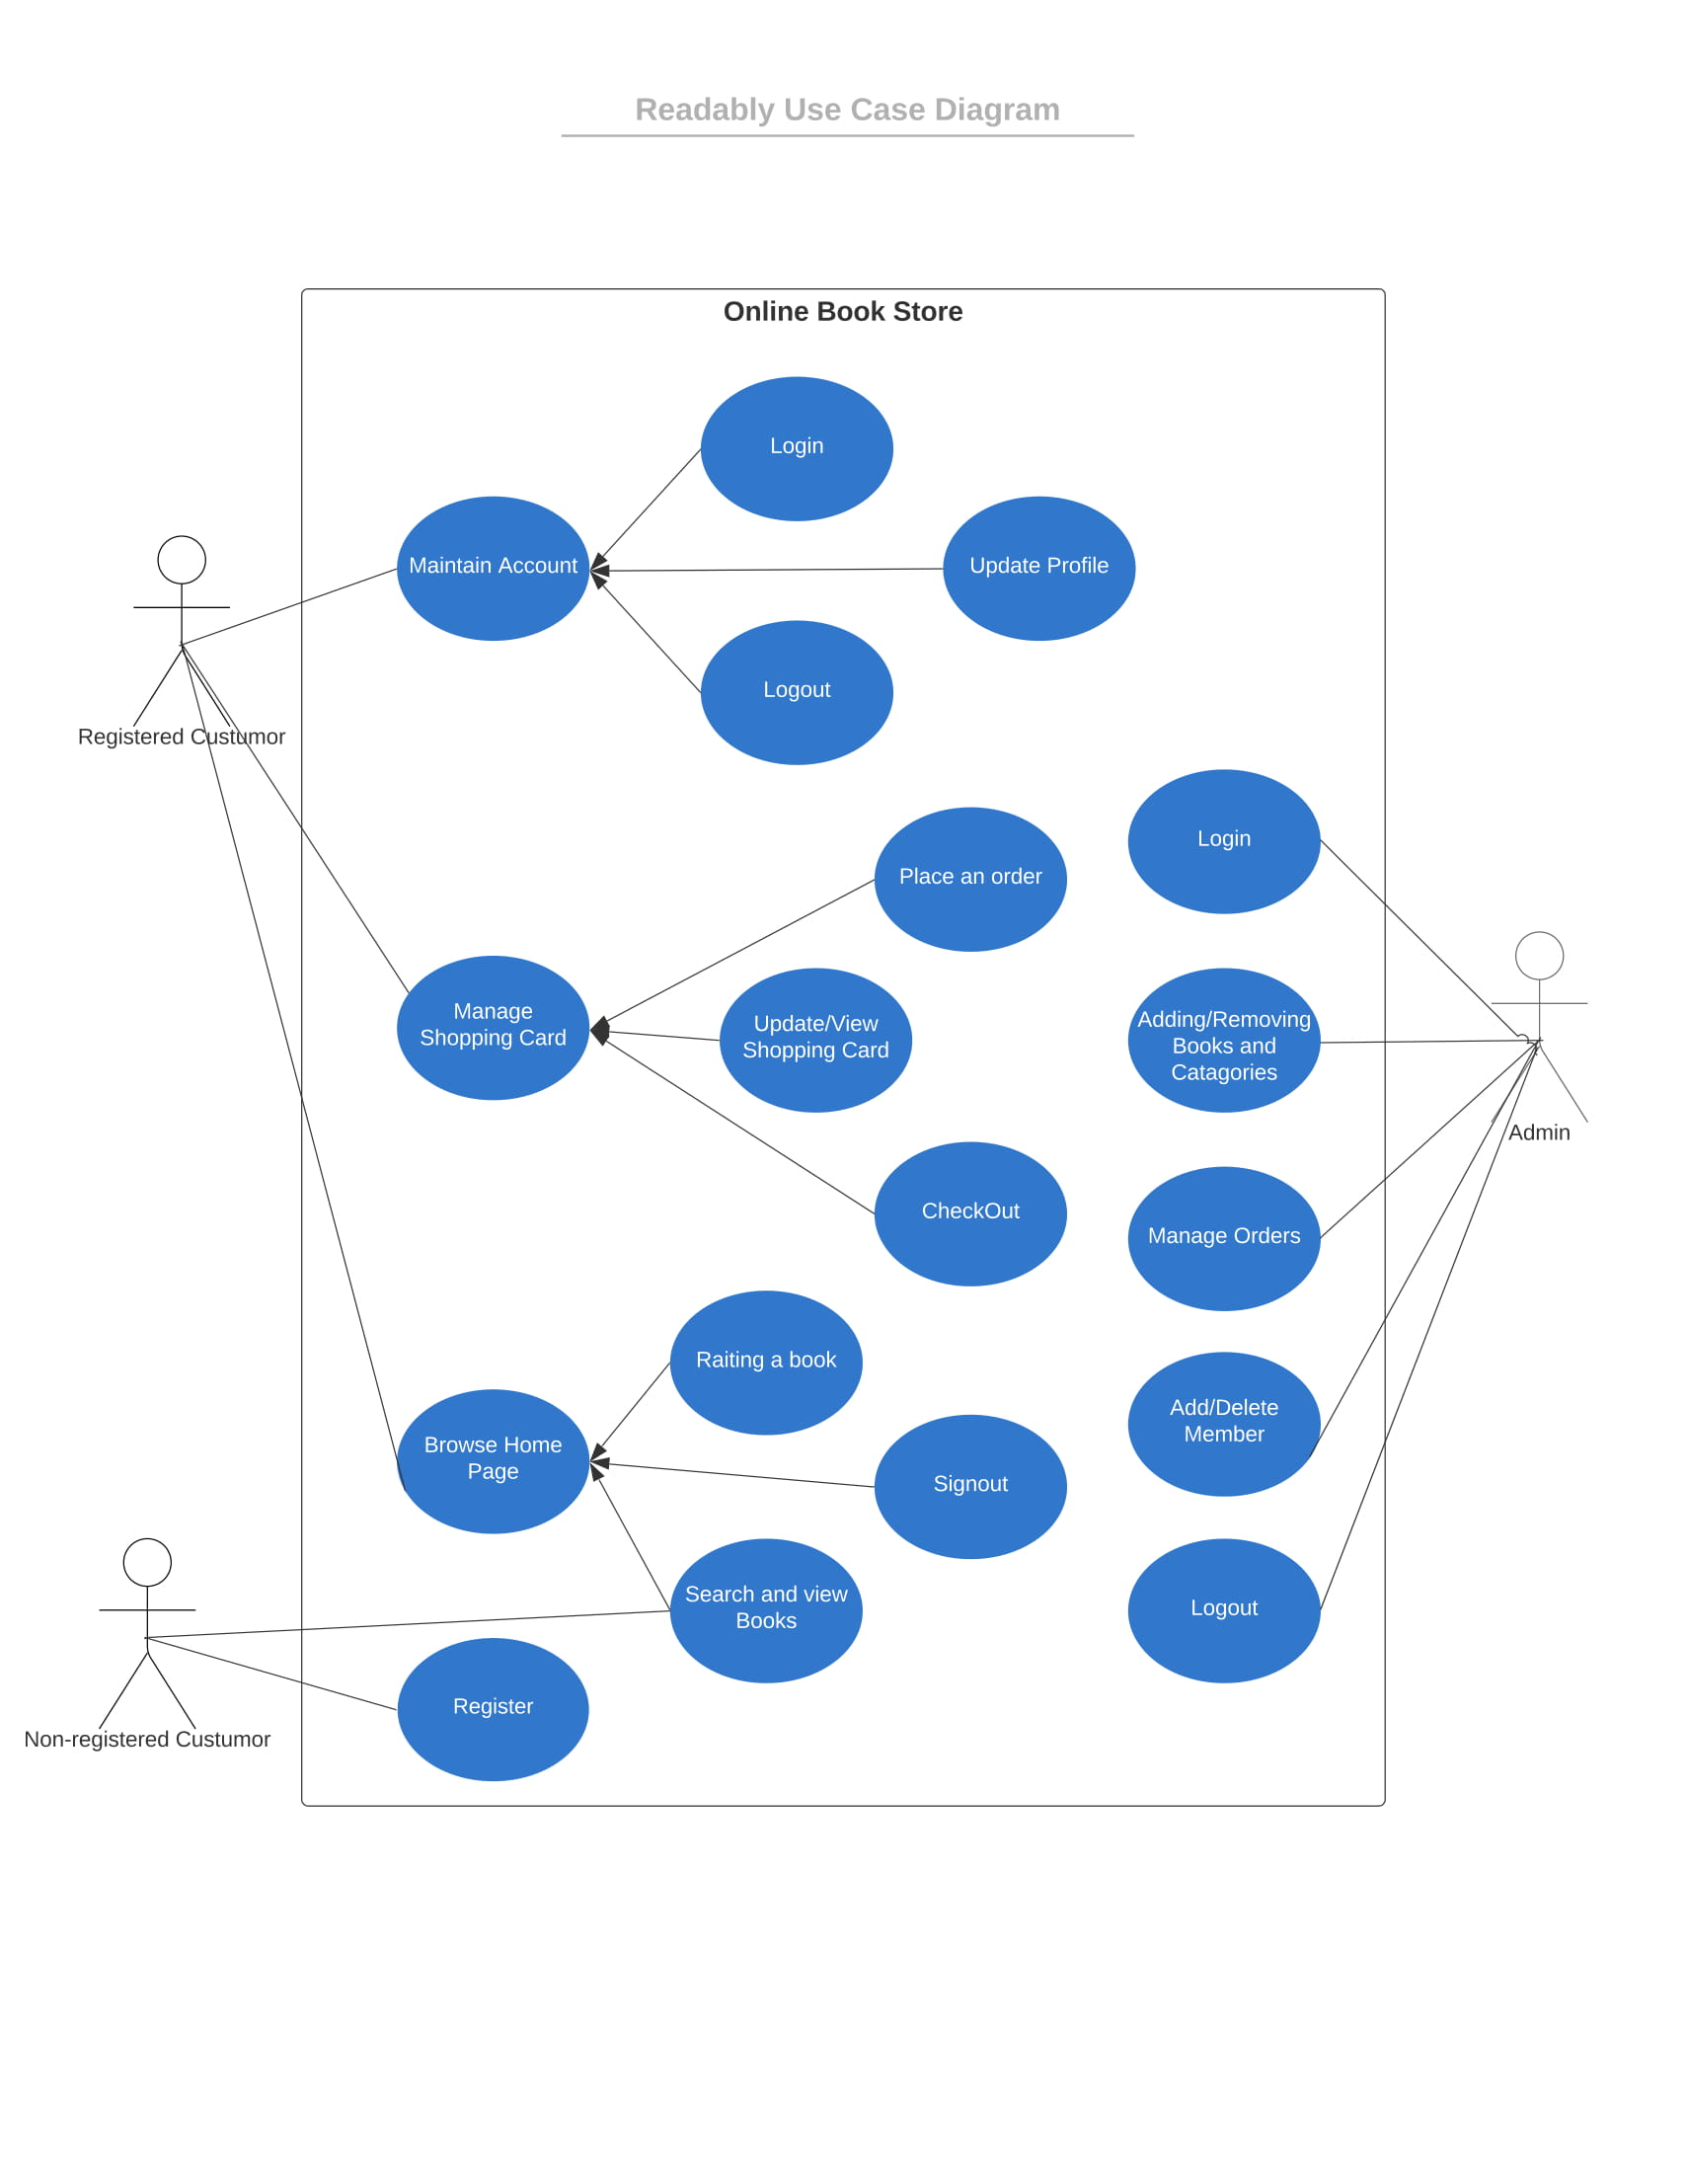 Readably Use Case Diagram
Online Book Store
Login
Maintain Account
Update Profile
Logout
Registered Custumor
Place an order
Login
Manage
Shopping Card
Update/View
Shopping Card
Adding/Removing
Books and
Catagories
Admin
CheckOut
Manage Orders
Raiting a book
Browse Home
Page
Signout
Add/Delete
Member
Search and view
Books
Logout
Register
Non-registered Custumor